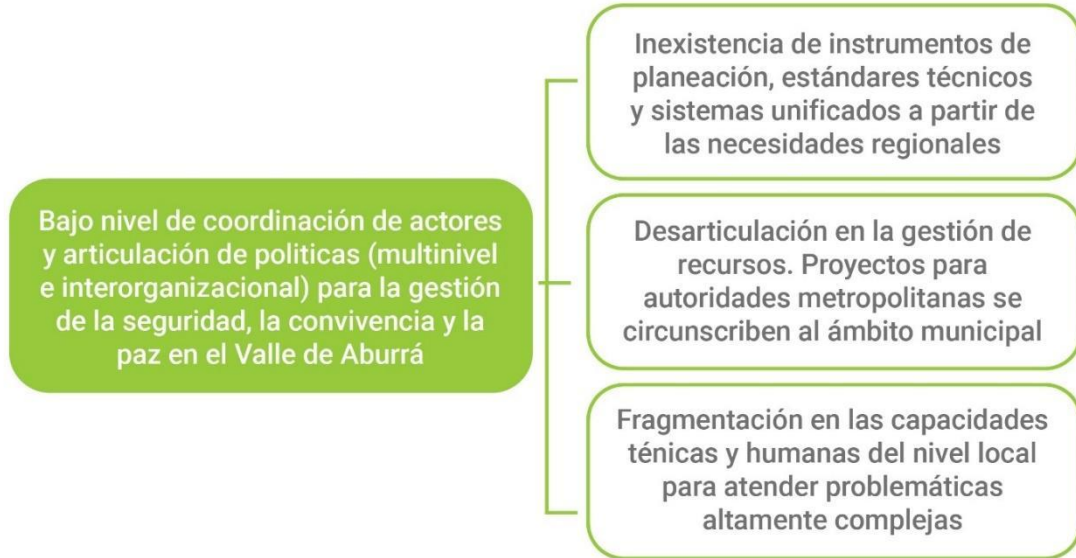 Bajo nivel de coordinación de actores
y articulación de politicas (multinivel
e interorganizacional) para la gestión
de la seguridad, la convivencia y la
paz en el Valle de Aburrá
Inexistencia de instrumentos de
planeación, estándares técnicos
y sistemas unificados a partir de
las necesidades regionales
Desarticulación en la gestión de
recursos. Proyectos para
autoridades metropolitanas se
circunscriben al ámbito municipal
Fragmentación en las capacidades
ténicas y humanas del nivel local
para atender problemáticas
altamente complejas